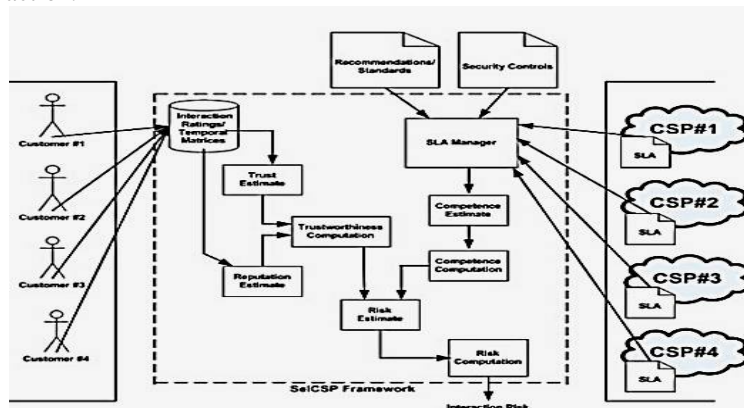 Recommendations/
Standards
Security Controls
Interaction
Ratings/
Temporal
Matrices
SLA Manager
Trust
Estimate
Competence
Estimate
Trustworthiness
Computation
Reputation
Estimate
Competence
Computation
Risk
Estimate
Risk
Computation
SelCSP Framework
Interaction Risk
Customer #1
Customer #2
Customer #3
Customer #4
CSP#1
SLA
CSP#2
SLA
CSP#3
SLA
CSP#4
SLA